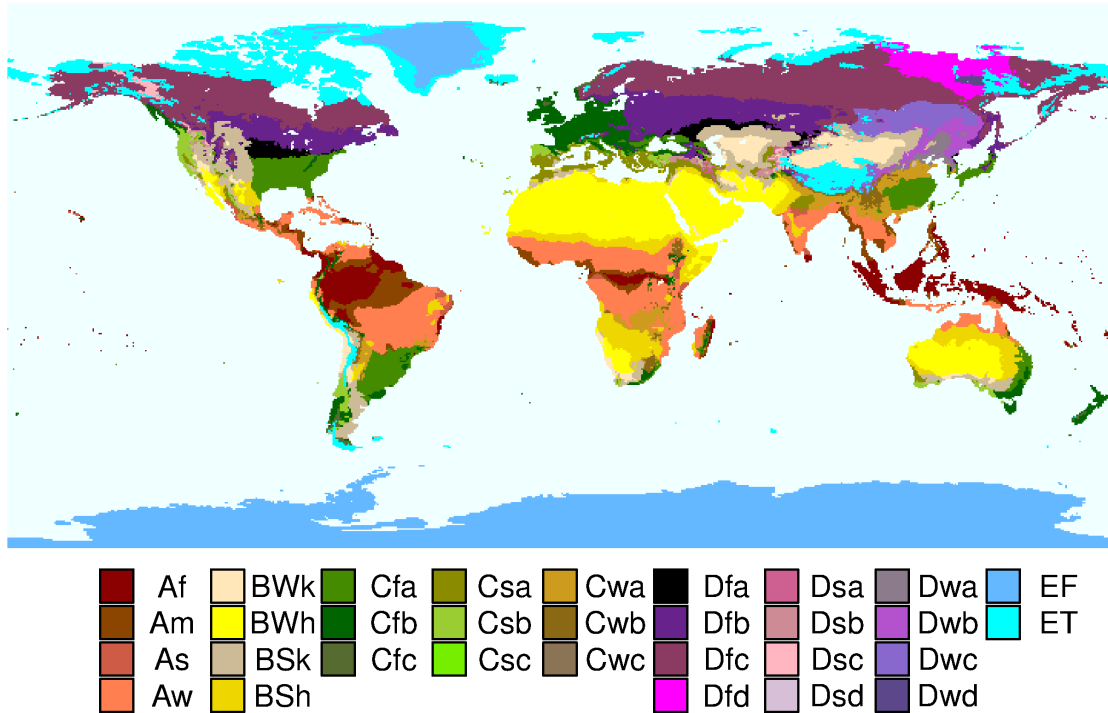 Af BWk Cfa Csa Cwa Dfa Dsa Dwa EF
Am BWh Cfb Csb Cwb Dfb Dsb Dwb ET
As BSk Cfc Csc Cwc Dfc Dsc Dwc
Aw BSh Dfd Dsd Dwd